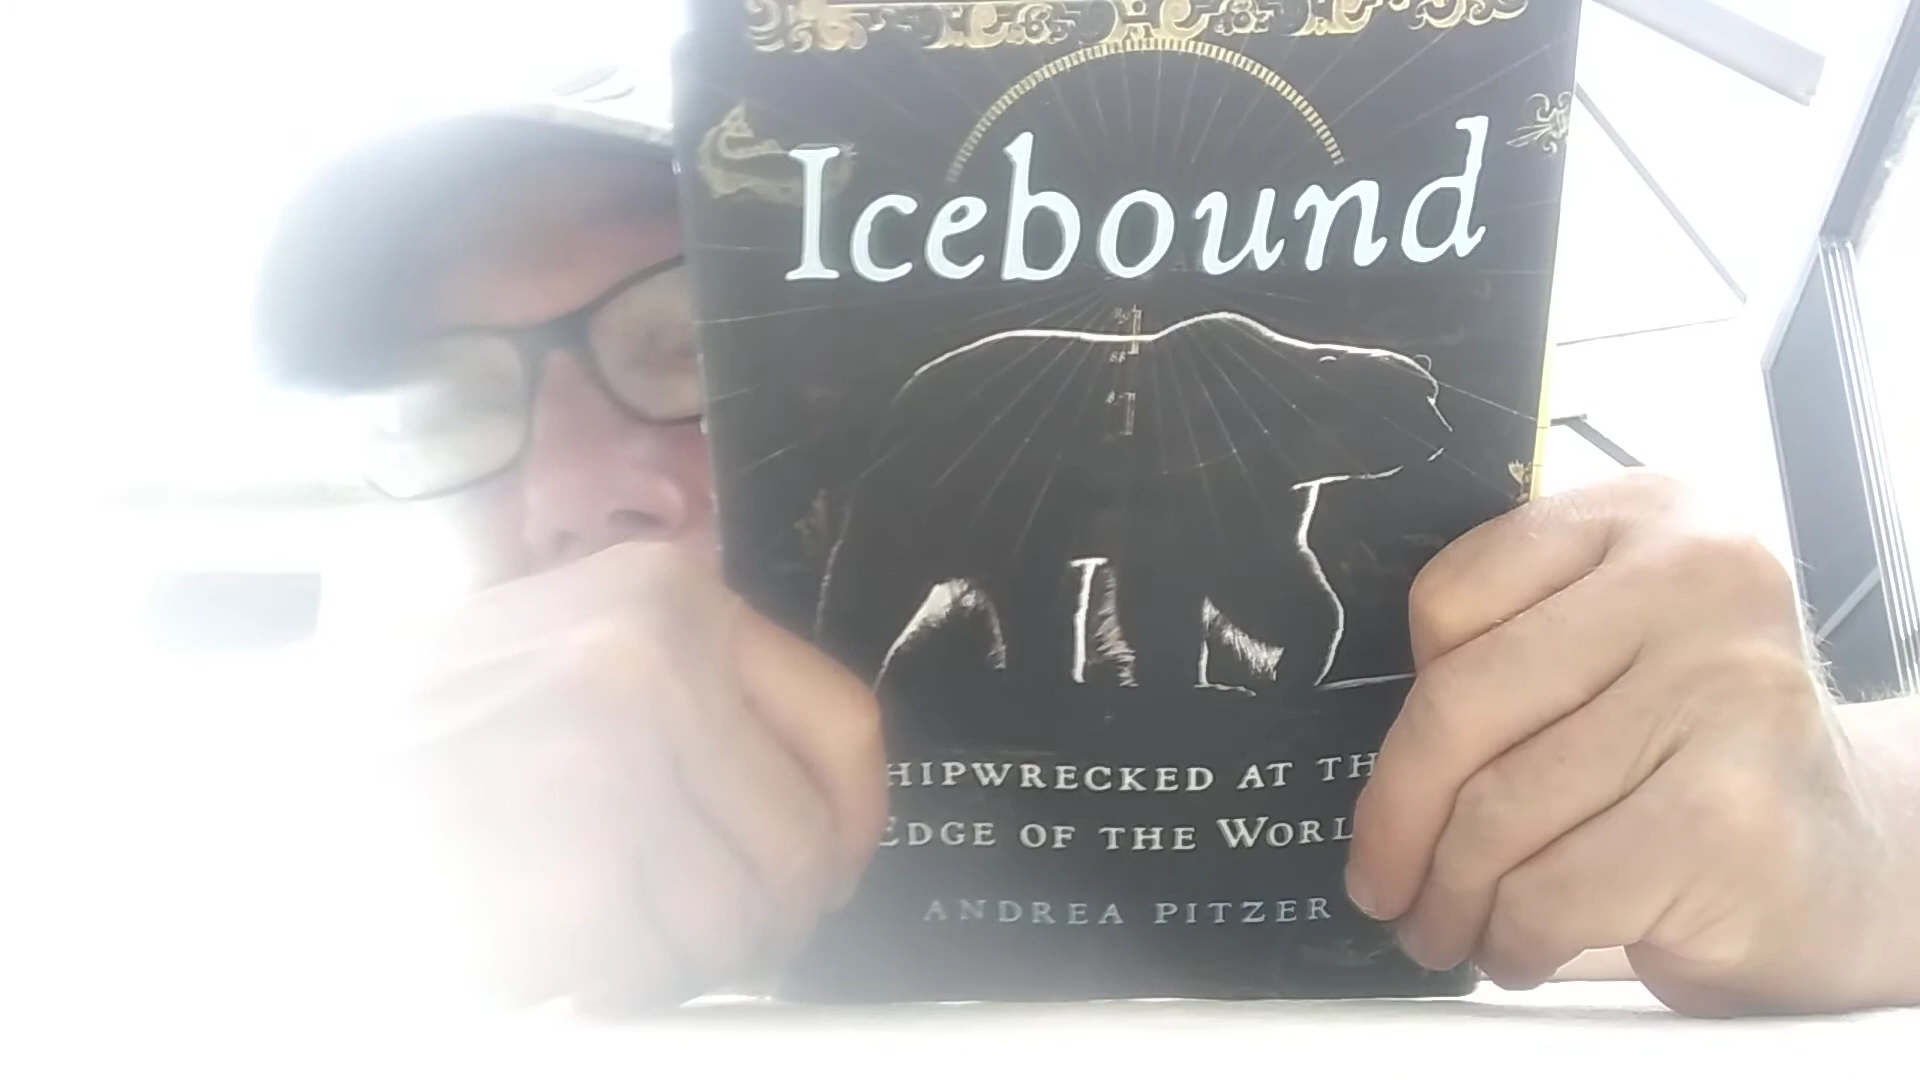 Icebound
HIPWRECKED AT TH
EDGE OF THE WORL
ANDREA PITZER